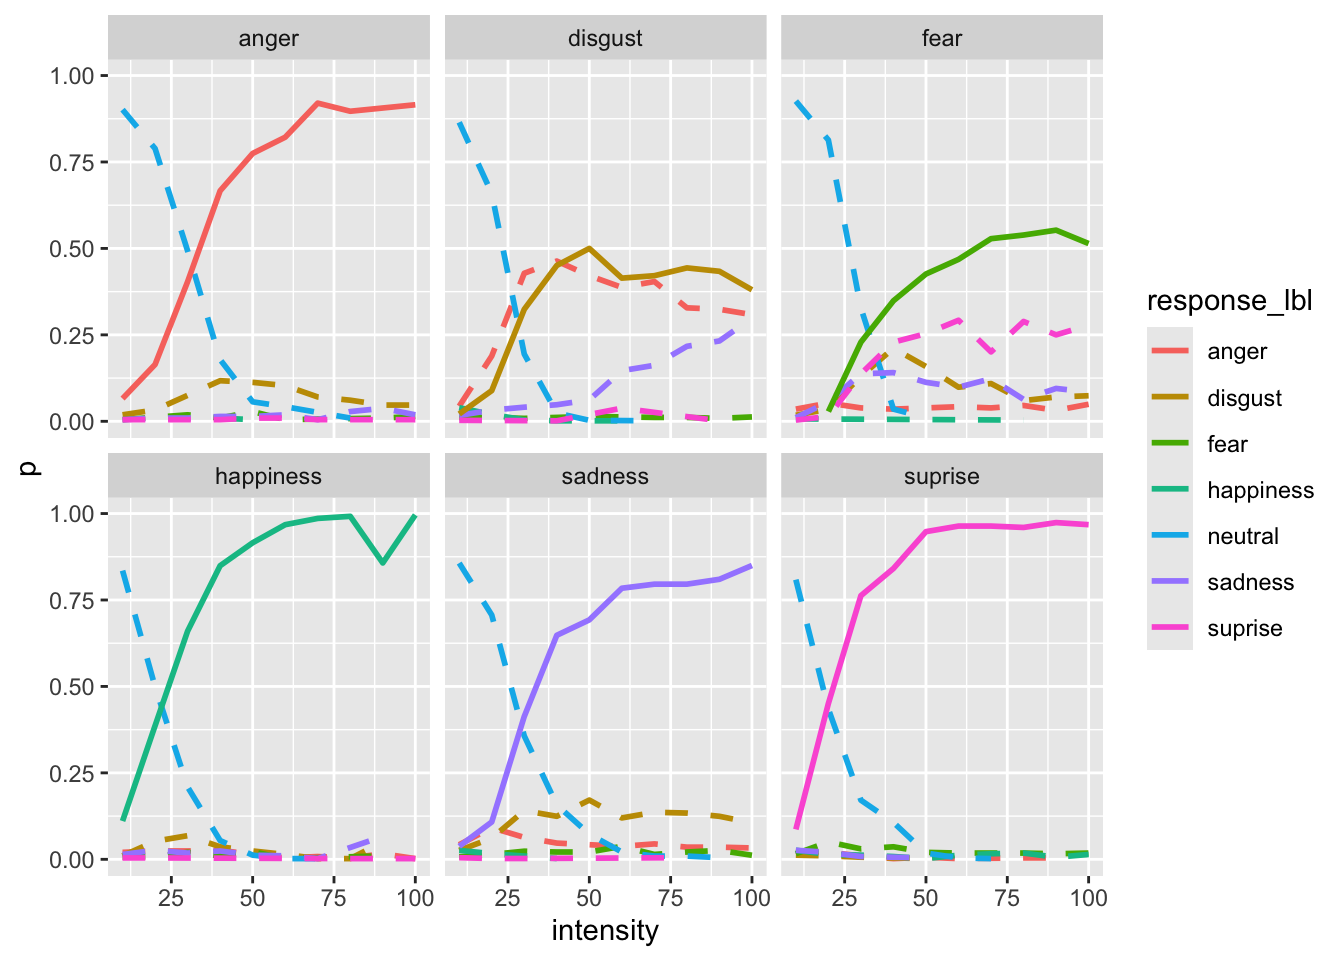 anger disgust fear
1.00
0.75
0.50
0.25
0.00
happiness sadness suprise
1.00
0.75
0.50
0.25
0.00
25 50 75 100 25 50 75 100 25 50 75 100
intensity
p
response_lbl
anger
disgust
fear
happiness
neutral
sadness
suprise